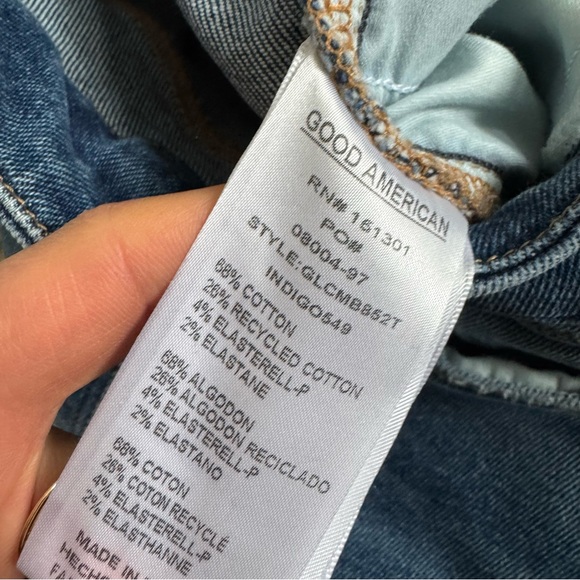 GOOD AMERICAN
RN# 161301
PO#
08004-97
STYLE:GLCMB852T
INDIGO549
68% COTTON
26% RECYCLED COTTON
4% ELASTERELL-P
2% ELASTANE
68% ALGODON
26% ALGODON RECICLADO
4% ELASTERELL-P
2% ELASTANO
68% COTON
26% COTON RECYCLÉ
4% ELASTERELL-P
2% ELASTHANNE
MADE IN